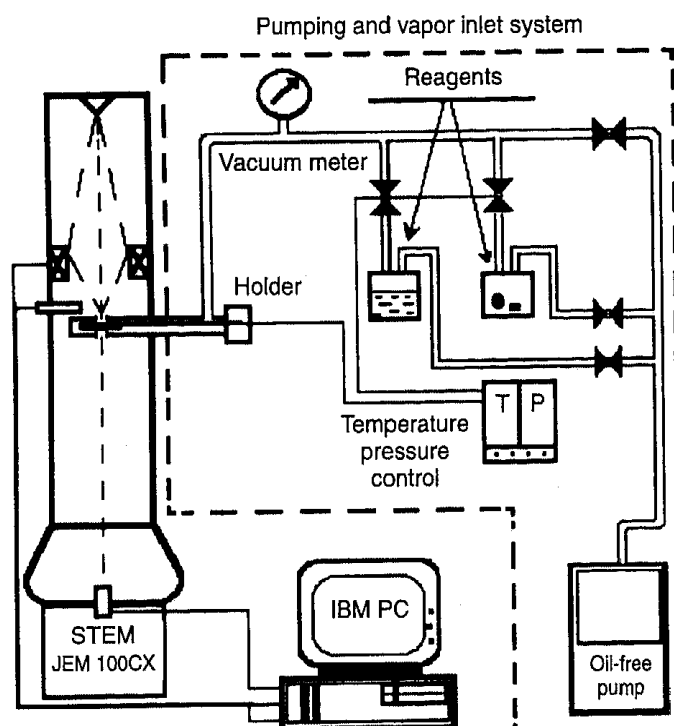 Pumping and vapor inlet system
Reagents
Vacuum meter
Holder
T P
Temperature
pressure
control
IBM PC
STEM
JEM 100CX
Oil-free
pump